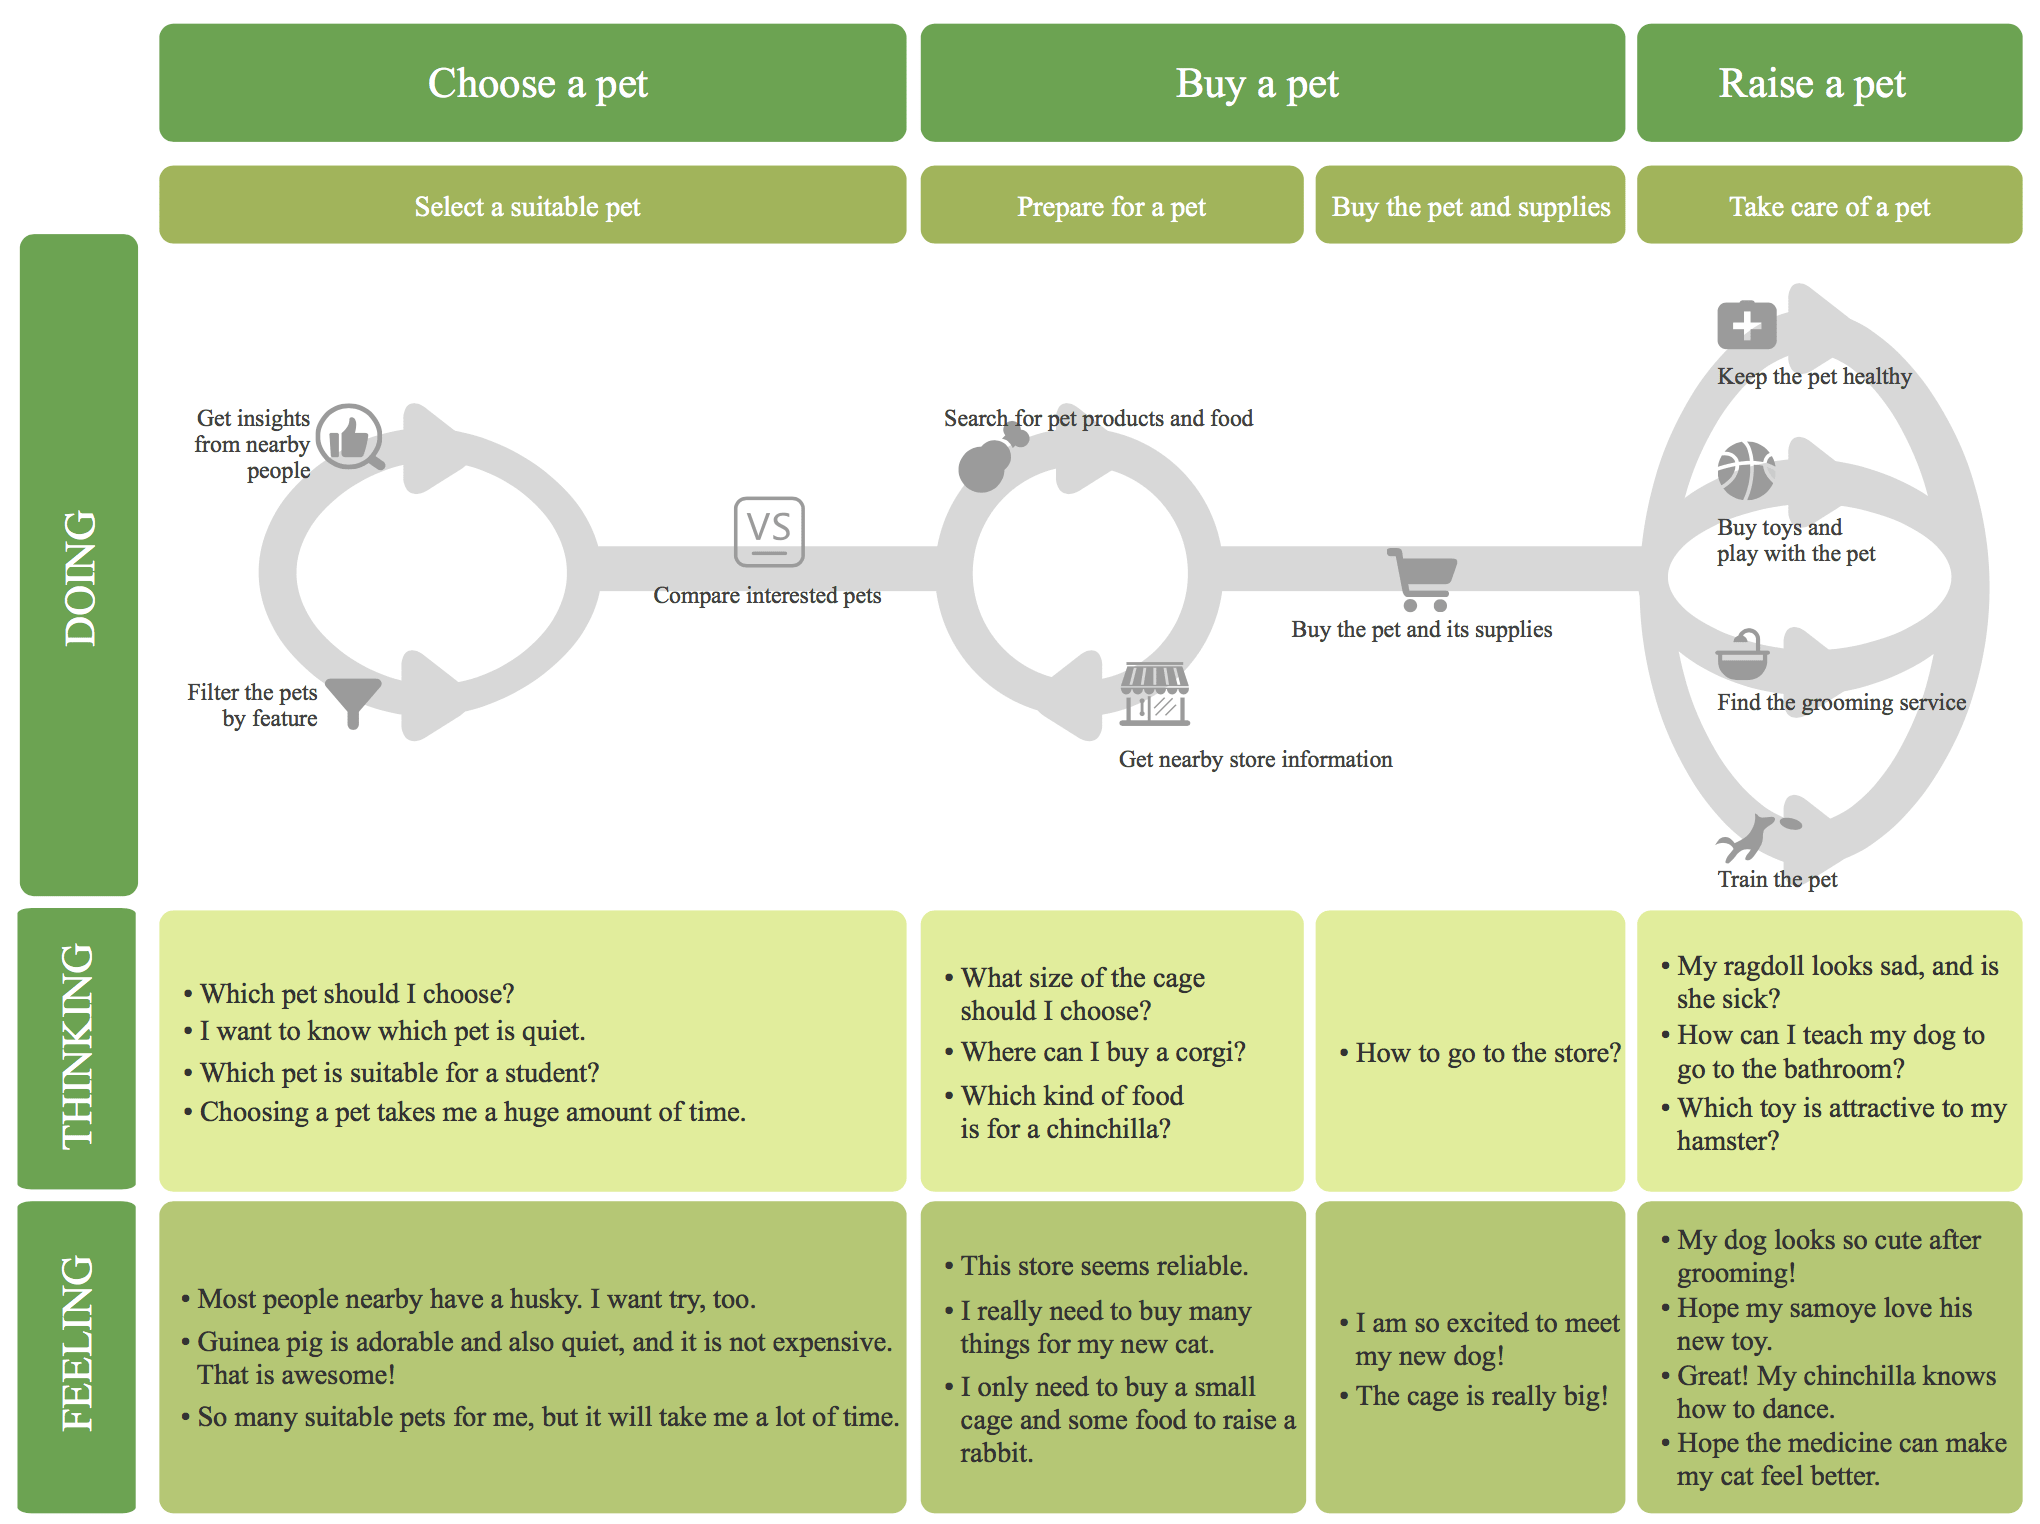 Choose a pet
Buy a pet
Raise a pet
Select a suitable pet
Prepare for a pet
Buy the pet and supplies
Take care of a pet
DOING
Get insights
from nearby
people
Filter the pets
by feature
VS
Compare interested pets
Search for pet products and food
Get nearby store information
Buy the pet and its supplies
Keep the pet healthy
Buy toys and
play with the pet
Find the grooming service
Train the pet
THINKING
• Which pet should I choose?
• I want to know which pet is quiet.
• Which pet is suitable for a student?
• Choosing a pet takes me a huge amount of time.
• What size of the cage
should I choose?
• Where can I buy a corgi?
• Which kind of food
is for a chinchilla?
• How to go to the store?
• My ragdoll looks sad, and is
she sick?
• How can I teach my dog to
go to the bathroom?
• Which toy is attractive to my
hamster?
FEELING
• Most people nearby have a husky. I want try, too.
• Guinea pig is adorable and also quiet, and it is not expensive.
That is awesome!
• So many suitable pets for me, but it will take me a lot of time.
• This store seems reliable.
• I really need to buy many
things for my new cat.
• I only need to buy a small
cage and some food to raise a
rabbit.
• I am so excited to meet
my new dog!
• The cage is really big!
• My dog looks so cute after
grooming!
• Hope my samoye love his
new toy.
• Great! My chinchilla knows
how to dance.
• Hope the medicine can make
my cat feel better.